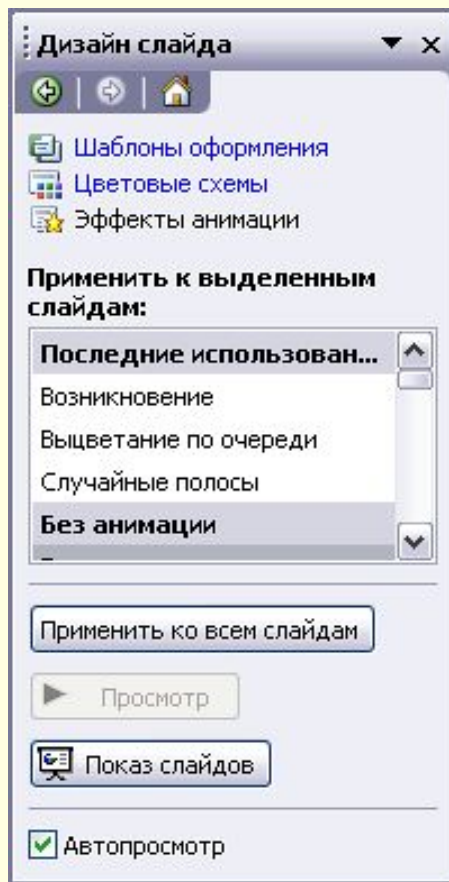 Дизайн слайда
Шаблоны оформления
Цветовые схемы
Эффекты анимации
Применить к выделенным
слайдам:
Последние использован...
Возникновение
Выцветание по очереди
Случайные полосы
Без анимации
Применить ко всем слайдам
Просмотр
Показ слайдов
Автопросмотр